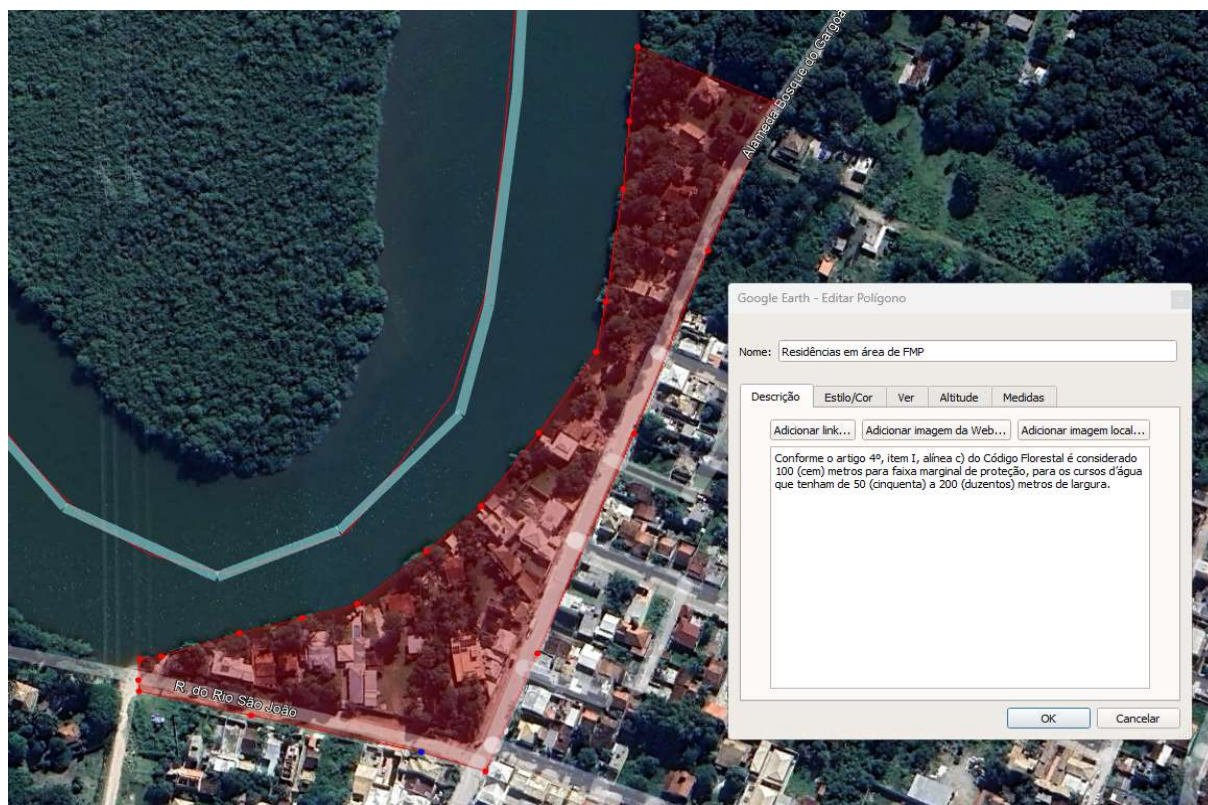 Alameda Bosque do Gargoa
Google Earth - Editar Polígono
Nome: Residências em área de FMP
Descrição Estilo/Cor Ver Altitude Medidas
Adicionar link... Adicionar imagem da Web... Adicionar imagem local...
Conforme o artigo 4º, item I, alínea c) do Código Florestal é considerado
100 (cem) metros para faixa marginal de proteção, para os cursos d'água
que tenham de 50 (cinquenta) a 200 (duzentos) metros de largura.
R. do Rio São João
OK Cancelar